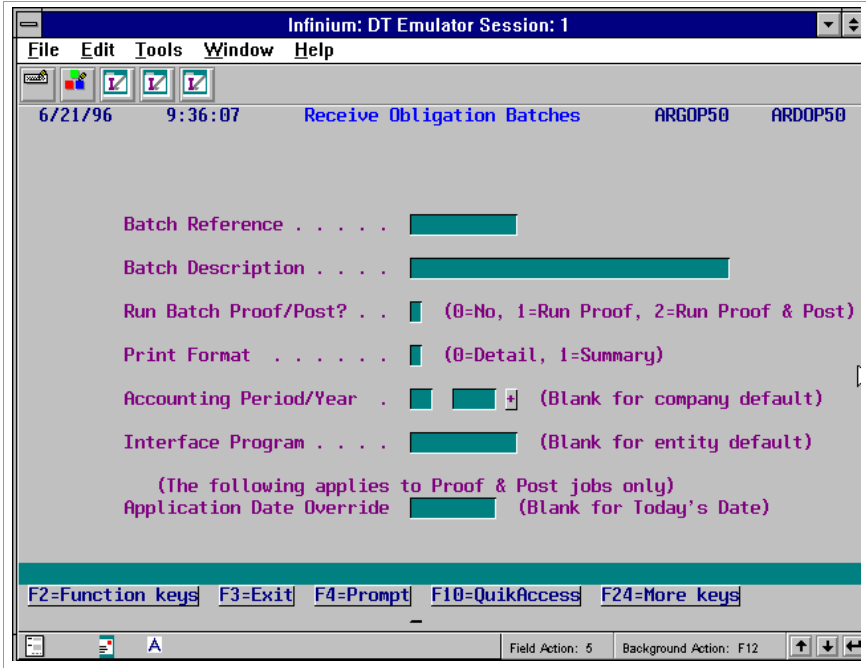 Infinium: DT Emulator Session: 1
File Edit Tools Window Help
6/21/96 9:36:07 Receive Obligation Batches ARGOP50 ARDOP50
Batch Reference . . . . .
Batch Description . . . .
Run Batch Proof/Post? . . (0=No, 1=Run Proof, 2=Run Proof & Post)
Print Format . . . . . . (0=Detail, 1=Summary)
Accounting Period/Year . + (Blank for company default)
Interface Program . . . . (Blank for entity default)
(The following applies to Proof & Post jobs only)
Application Date Override (Blank for Today's Date)
F2=Function keys F3=Exit F4=Prompt F10=QuikAccess F24=More keys
A Field Action: 5 Background Action: F12